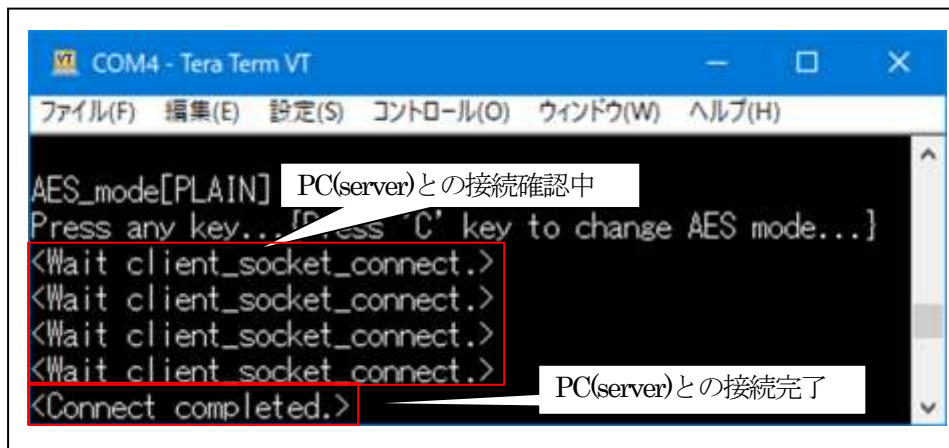 COM4 - Tera Term VT
ファイル(F) 編集(E) 設定(S) コントロール(O) ウィンドウ(W) ヘルプ(H)
AES_mode[PLAIN]
PC(server)との接続確認中
Press any key...[Press 'C' key to change AES mode...}
<Wait client_socket_connect.>
<Wait client_socket_connect.>
<Wait client_socket_connect.>
<Wait client_socket_connect.>
PC(server)との接続完了
<Connect completed.>